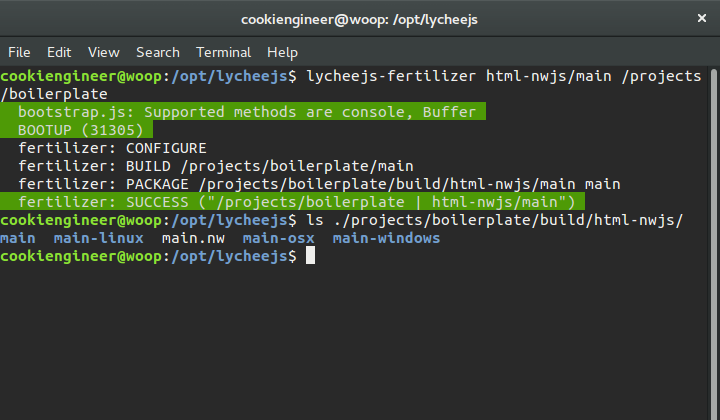 cookiengineer@woop: /opt/lycheejs
×
File Edit View Search Terminal Help
cookiengineer@woop:/opt/lycheejs$ lycheejs-fertilizer html-nwjs/main /projects
/boilerplate
bootstrap.js: Supported methods are console, Buffer
BOOTUP (31305)
fertilizer: CONFIGURE
fertilizer: BUILD /projects/boilerplate/main
fertilizer: PACKAGE /projects/boilerplate/build/html-nwjs/main main
fertilizer: SUCCESS ("/projects/boilerplate | html-nwjs/main")
cookiengineer@woop:/opt/lycheejs$ ls ./projects/boilerplate/build/html-nwjs/
main main-linux main.nw main-osx main-windows
cookiengineer@woop:/opt/lycheejs$